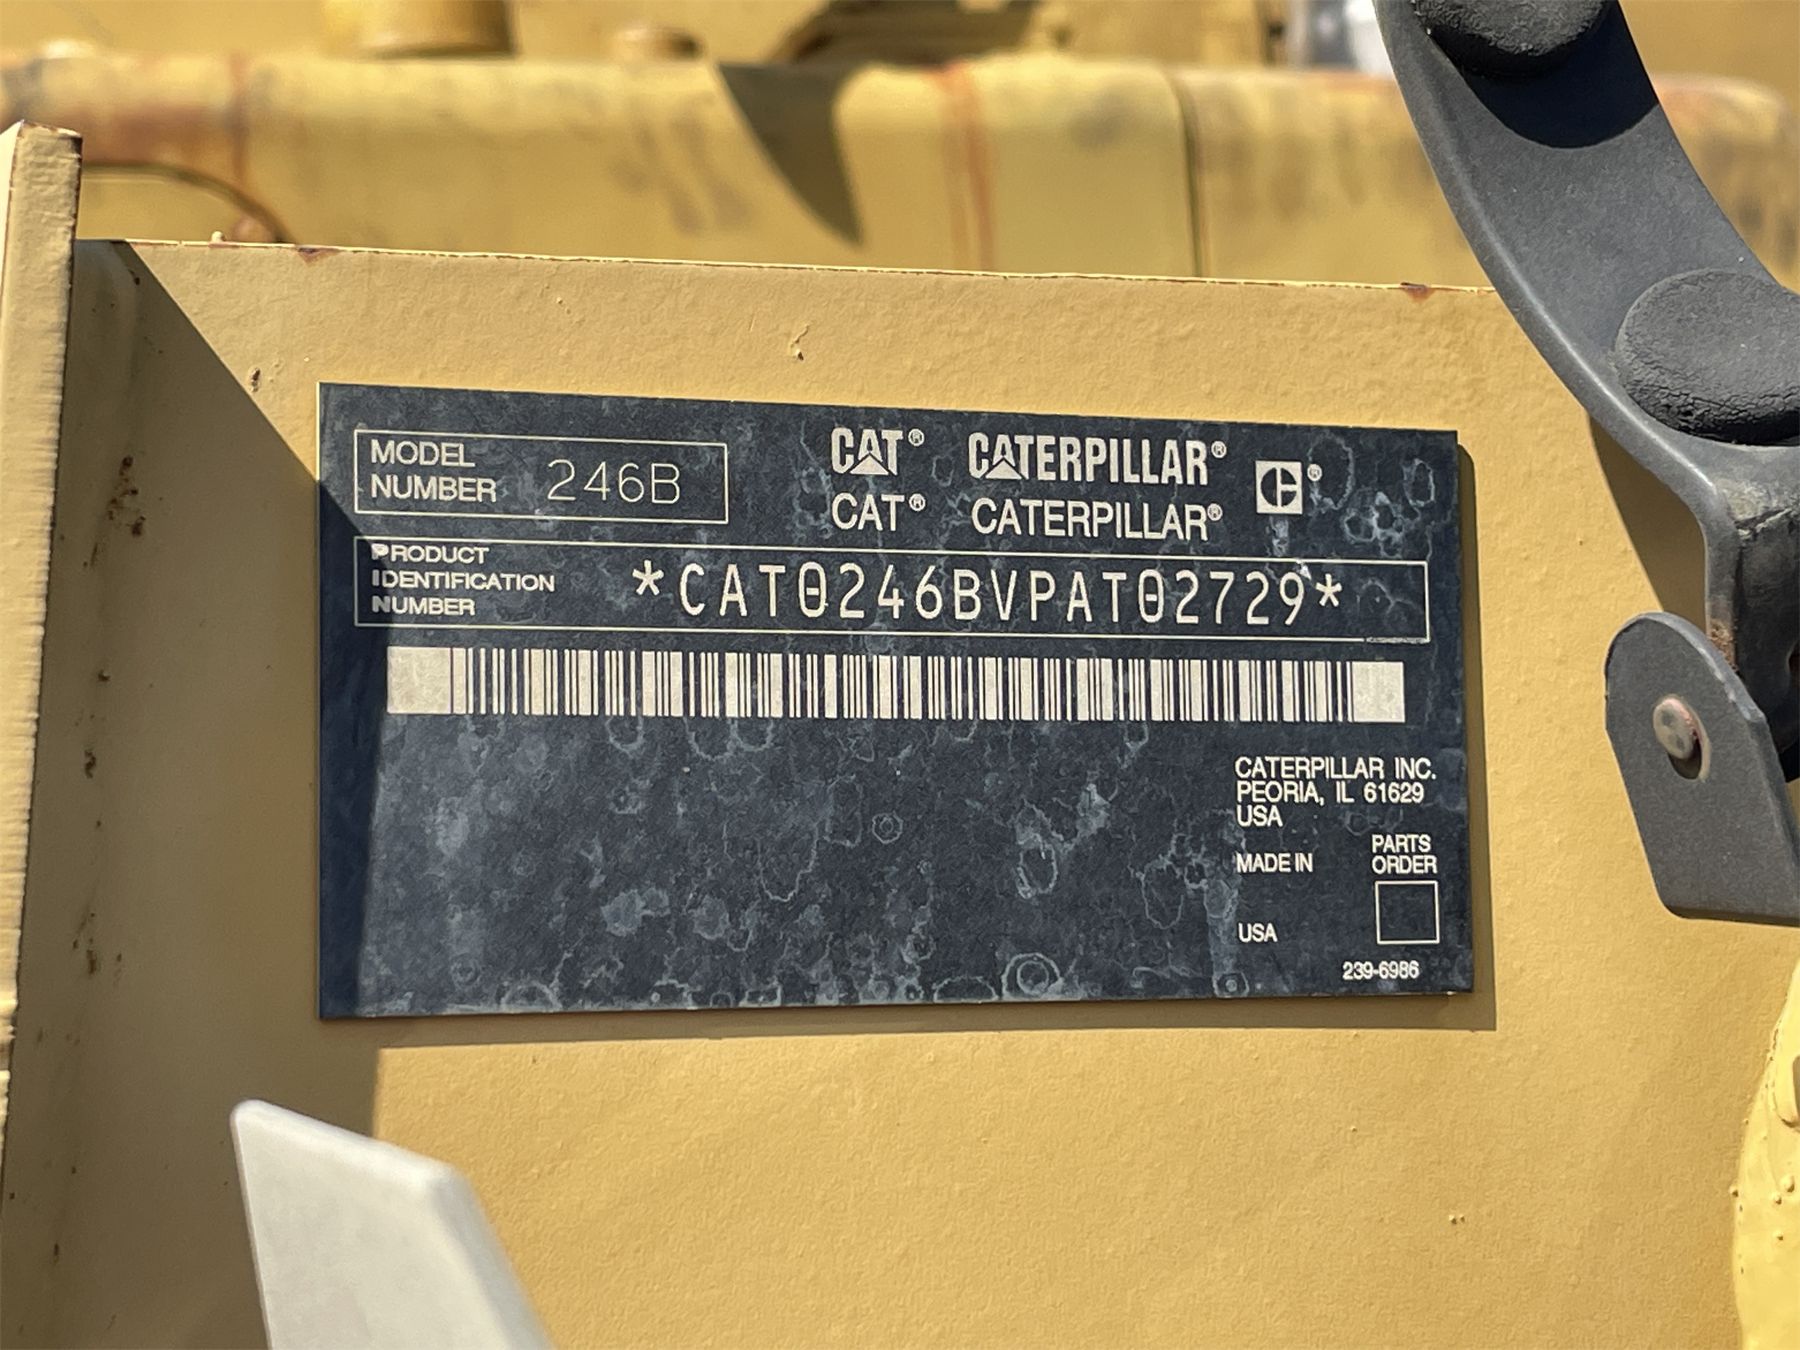 MODEL NUMBER 246B
CAT® CATERPILLAR®
CAT® CATERPILLAR®
PRODUCT IDENTIFICATION NUMBER
*CAT0246BVPAT02729*
CATERPILLAR INC.
PEORIA, IL 61629
USA
MADE IN
USA
PARTS
ORDER
239-6986